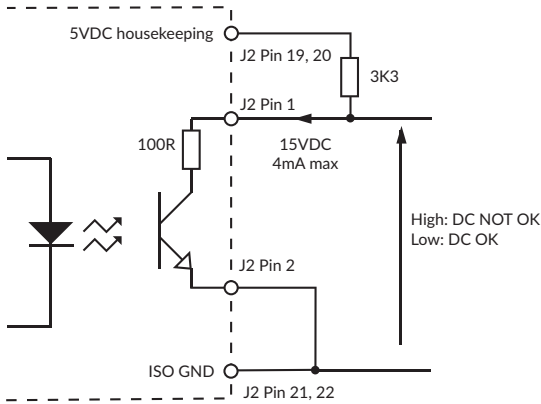 5VDC housekeeping
J2 Pin 19, 20
3K3
J2 Pin 1
100R
15VDC
4mA max
High: DC NOT OK
Low: DC OK
J2 Pin 2
ISO GND
J2 Pin 21, 22